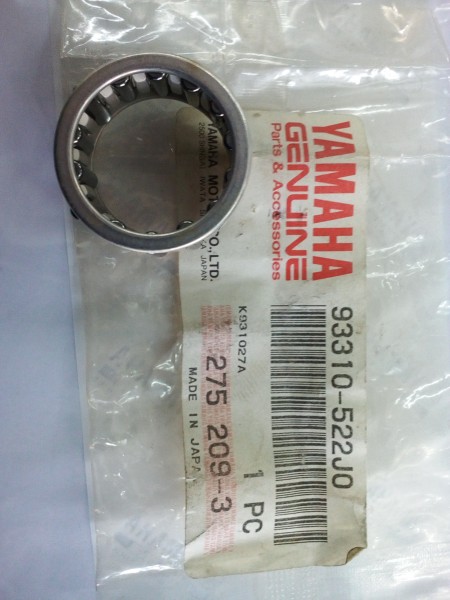 YAMAHA
GENUINE
Parts & Accessories
YAMAHA MOTOR CO.,LTD.
IWATA
JAPAN
93310-522J0
K931027A
1 PC
275 209-3
MADE IN JAPAN